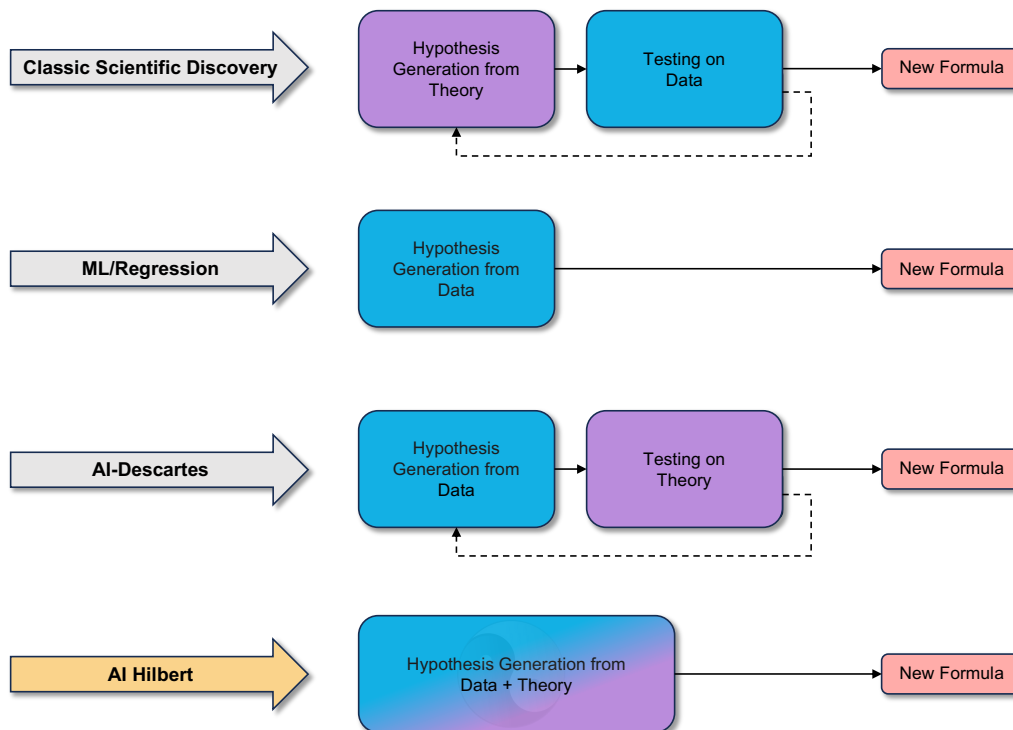 Classic Scientific Discovery
Hypothesis
Generation from
Theory
Testing on
Data
New Formula
ML/Regression
Hypothesis
Generation from
Data
New Formula
AI-Descartes
Hypothesis
Generation from
Data
Testing on
Theory
New Formula
AI Hilbert
Hypothesis Generation from
Data + Theory
New Formula